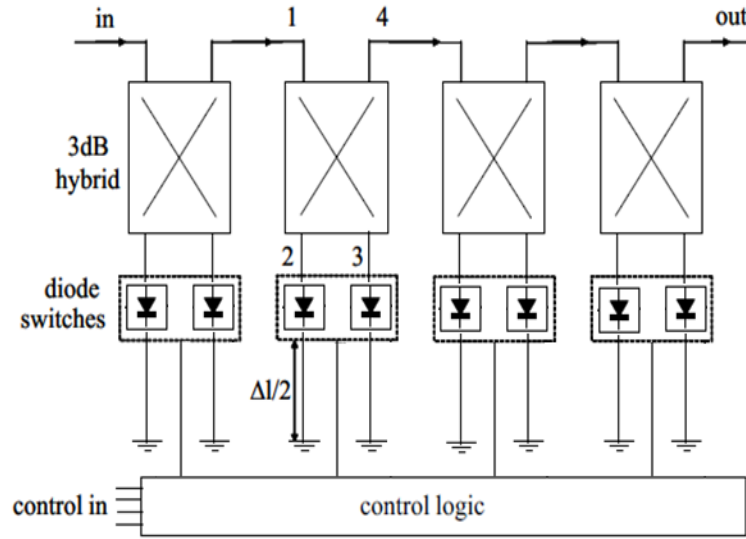 in 1 4 out
3dB
hybrid
2 3
diode
switches
Δl/2
control in control logic